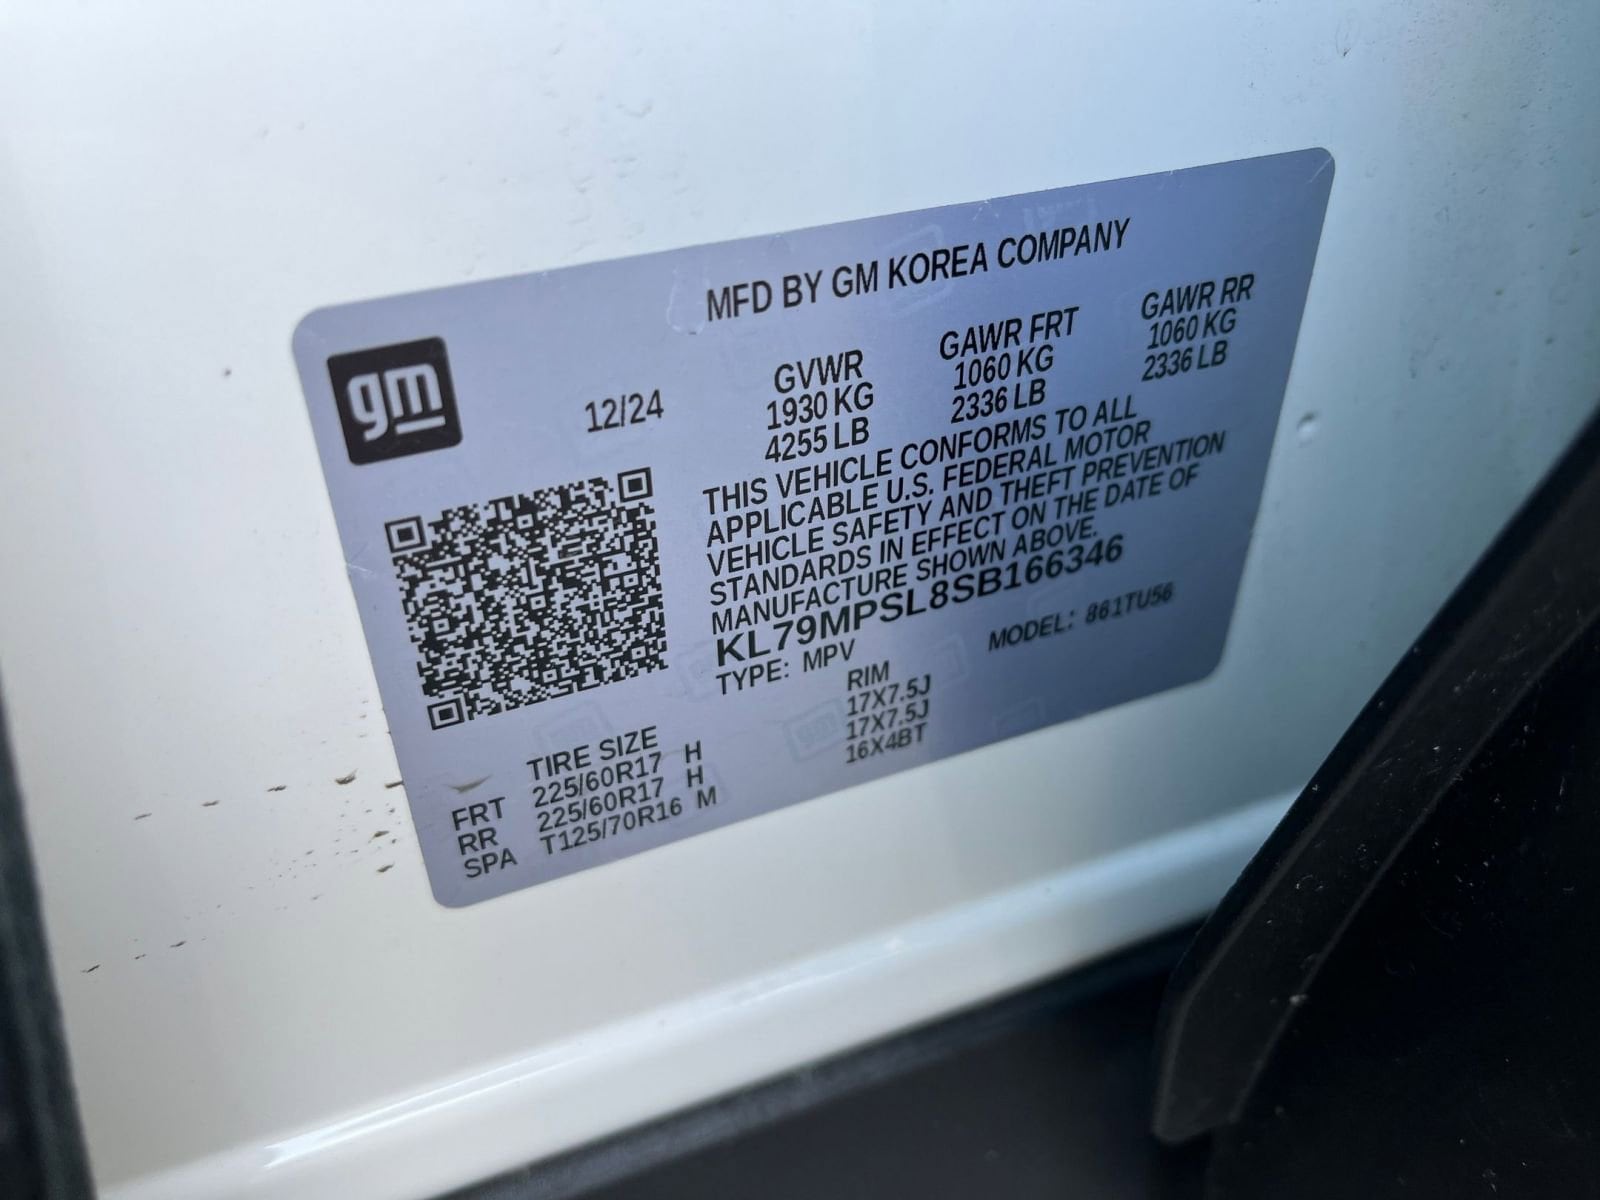 MFD BY GM KOREA COMPANY
gm
12/24
GVWR GAWR FRT GAWR RR
1930 KG 1060 KG 1060 KG
4255 LB 2336 LB 2336 LB
THIS VEHICLE CONFORMS TO ALL
APPLICABLE U.S. FEDERAL MOTOR
VEHICLE SAFETY AND THEFT PREVENTION
STANDARDS IN EFFECT ON THE DATE OF
MANUFACTURE SHOWN ABOVE.
KL79MPSL8SB166346
TYPE: MPV MODEL: 861TU56
TIRE SIZE RIM
FRT 225/60R17 H 17X7.5J
RR 225/60R17 H 17X7.5J
SPA T125/70R16 M 16X4BT